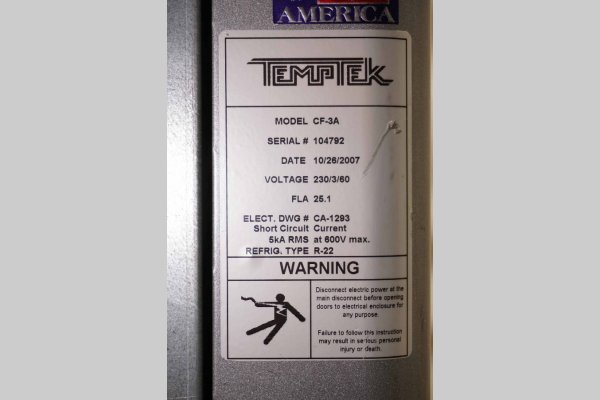 AMERICA
TEMPTEK
MODEL CF-3A
SERIAL # 104792
DATE 10/26/2007
VOLTAGE 230/3/60
FLA 25.1
ELECT. DWG # CA-1293
Short Circuit Current
5kA RMS at 600V max.
REFRIG. TYPE R-22
WARNING
Disconnect electric power at the
main disconnect before opening
doors to electrical enclosure for
any purpose.
Failure to follow this instruction
may result in serious personal
injury or death.